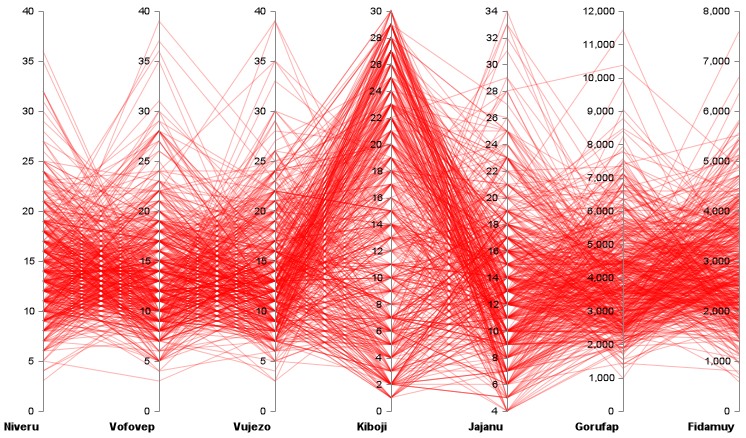 40 40 40 30 34 12,000 8,000
28 32
11,000
35 35 35 7,000
26 30
10,000
24 28
30 30 30 9,000 6,000
22 26
20 24 8,000
25 25 25 5,000
18 22
7,000
16 20
20 20 20 6,000 4,000
14 18
5,000
12 16
15 15 15 3,000
10 14 4,000
8 12
10 10 10 3,000 2,000
6 10
2,000
4 8
5 5 5 1,000
1,000
2 6
0 0 0 0 4 0 0
Niveru Vofovep Vujezo Kiboji Jajanu Gorufap Fidamuy